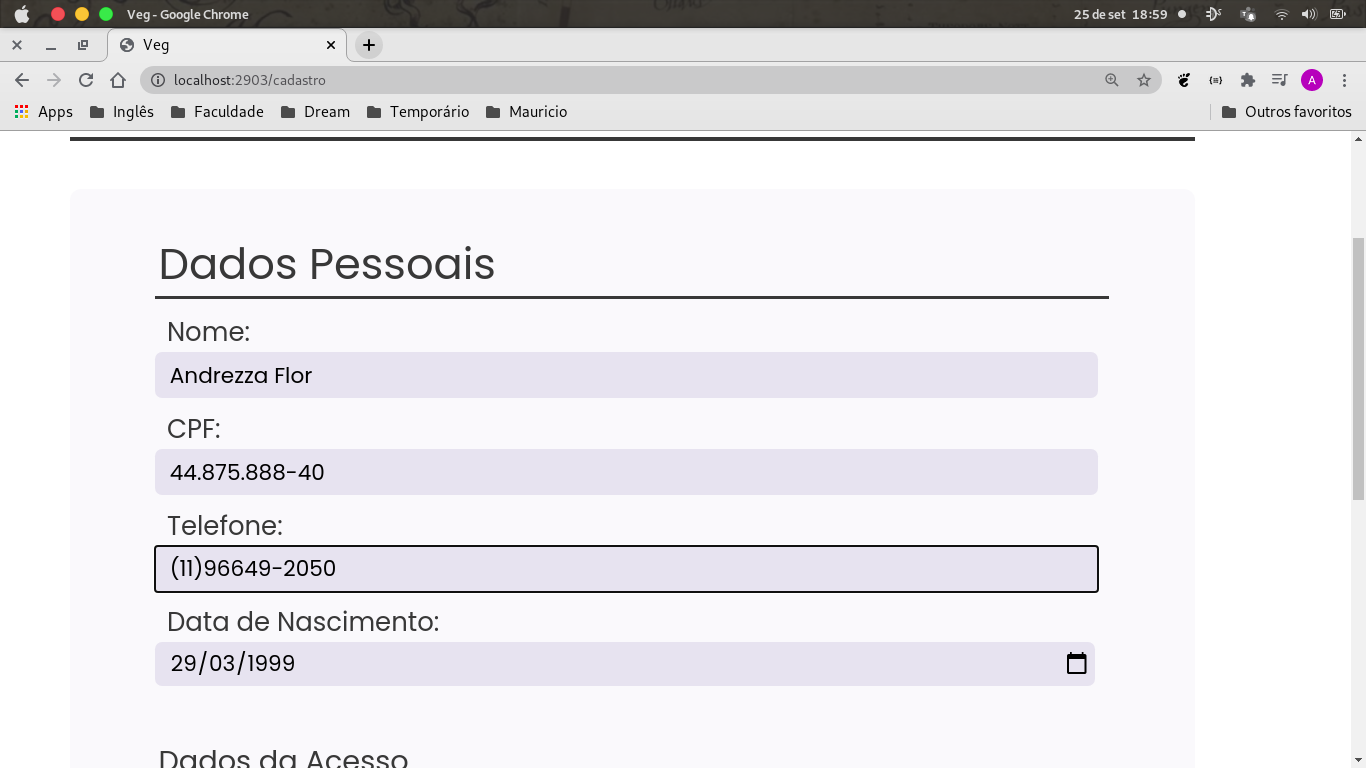 Veg - Google Chrome 25 de set 18:59
Veg
localhost:2903/cadastro A
Apps Inglês Faculdade Dream Temporário Mauricio Outros favoritos
Dados Pessoais
Nome:
Andrezza Flor
CPF:
44.875.888-40
Telefone:
(11)96649-2050
Data de Nascimento:
29/03/1999
Dados da Acesso